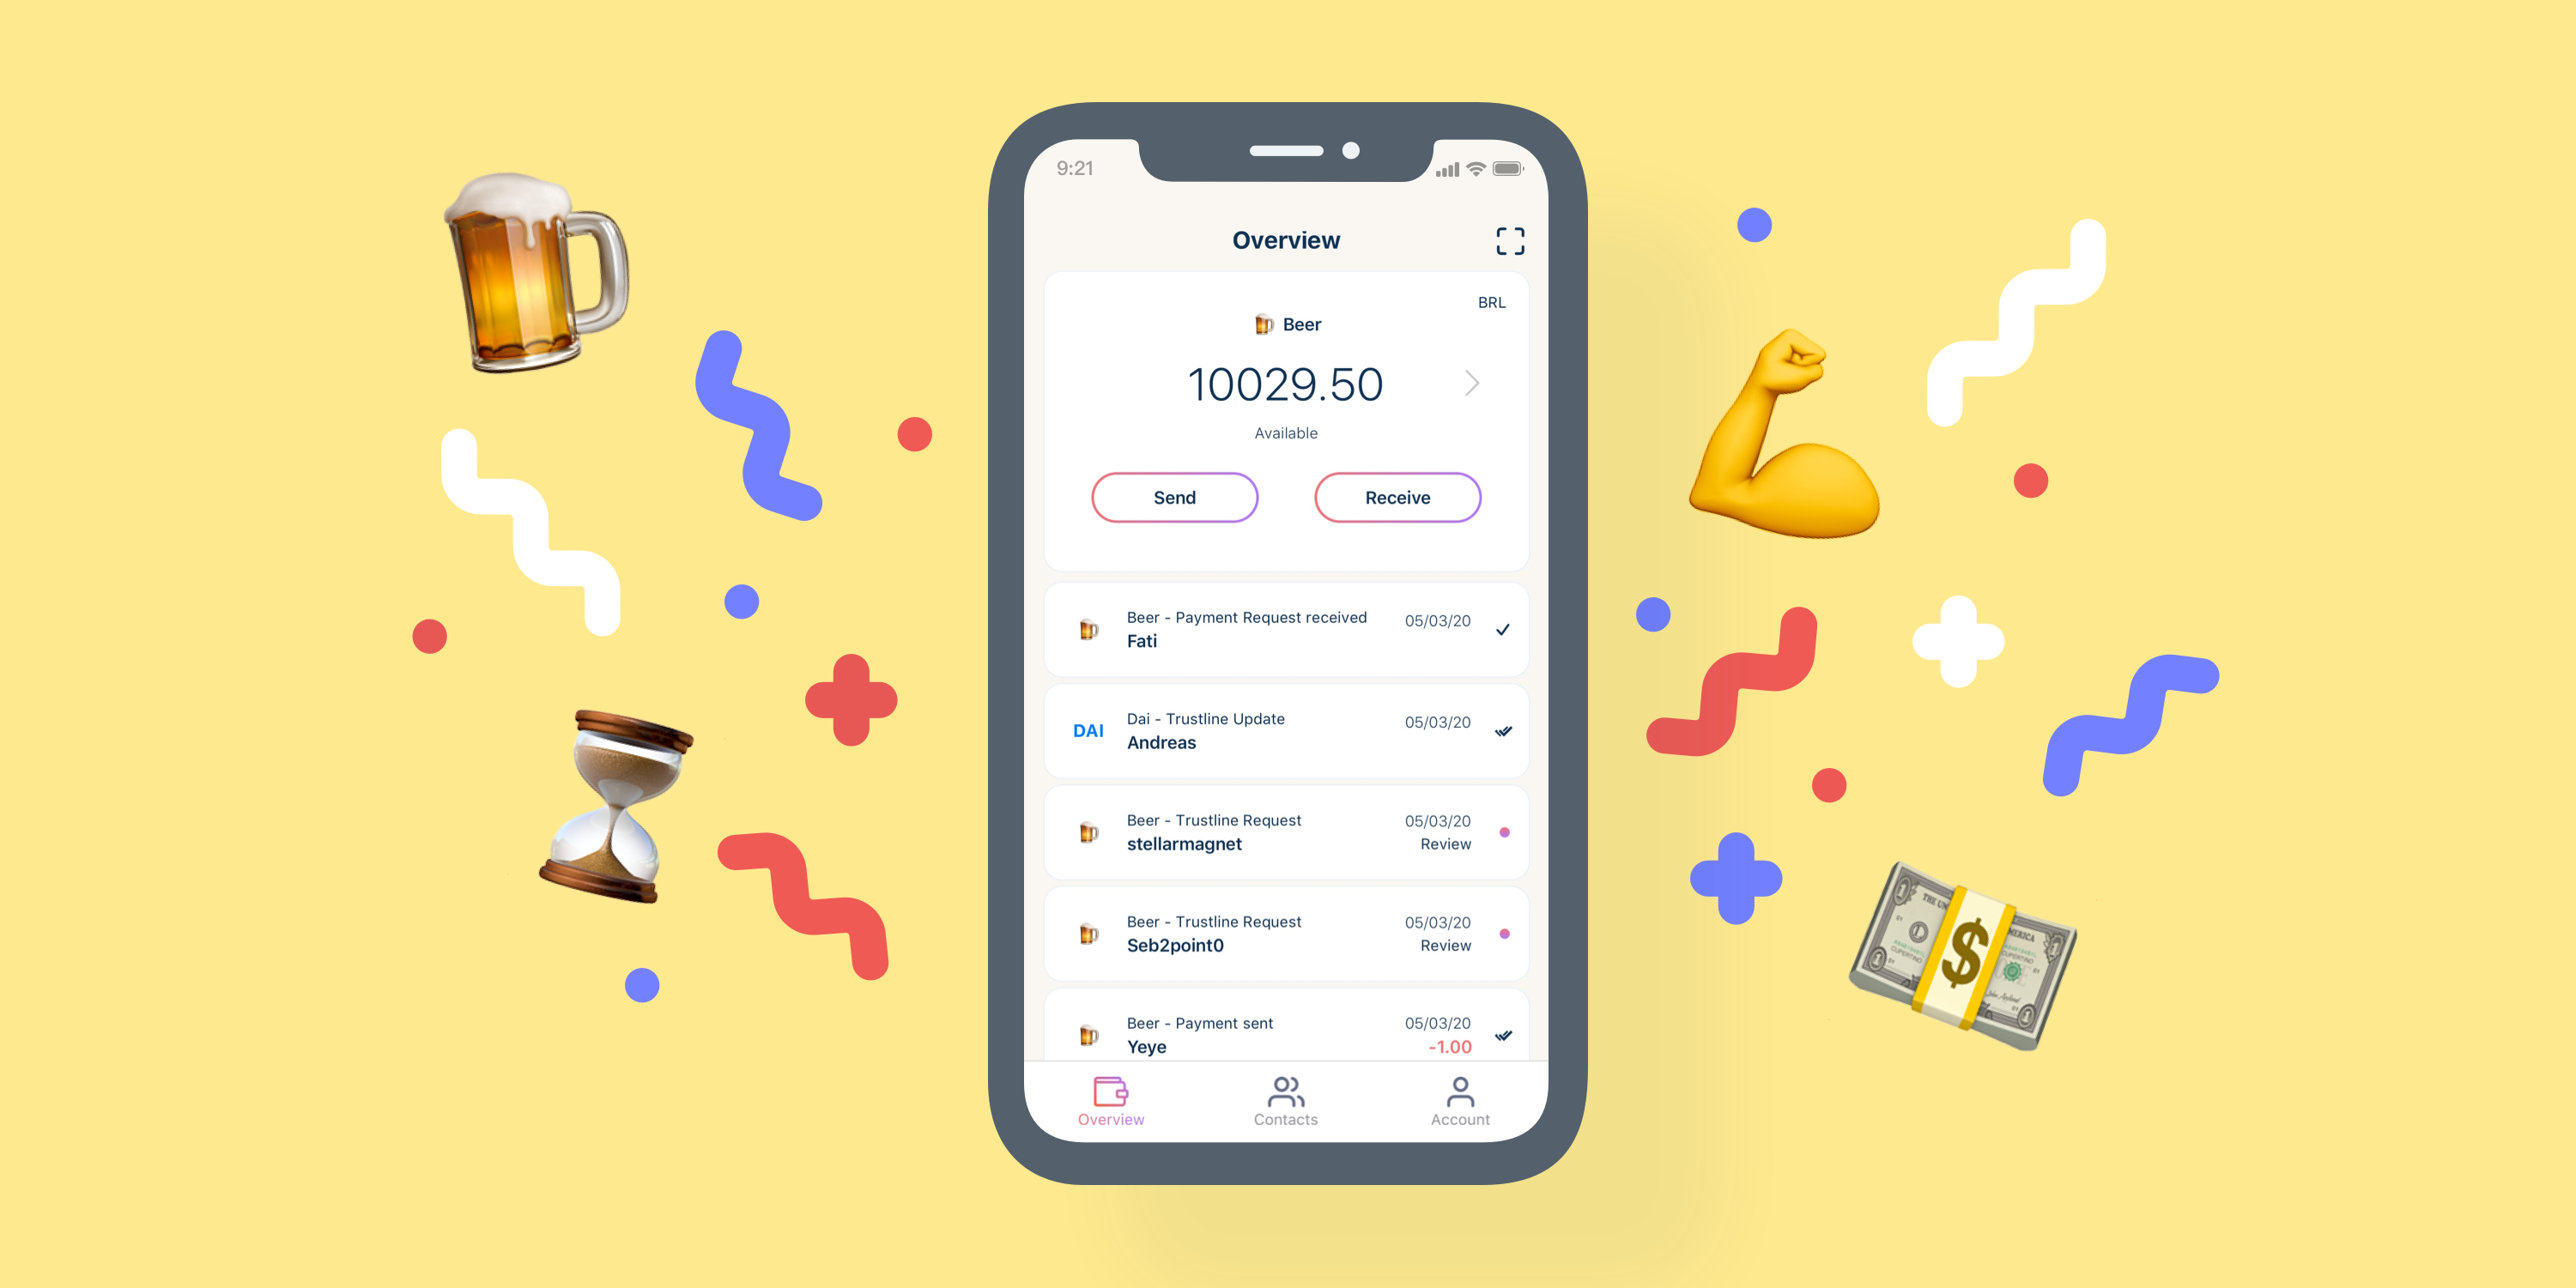 9:21
Overview
BRL
Beer
10029.50
Available
Send
Receive
Beer - Payment Request received
05/03/20
Fati
DAI
Dai - Trustline Update
05/03/20
Andreas
Beer - Trustline Request
05/03/20
stellarmagnet
Review
Beer - Trustline Request
05/03/20
Seb2point0
Review
Beer - Payment sent
05/03/20
Yeye
-1.00
Overview
Contacts
Account
$